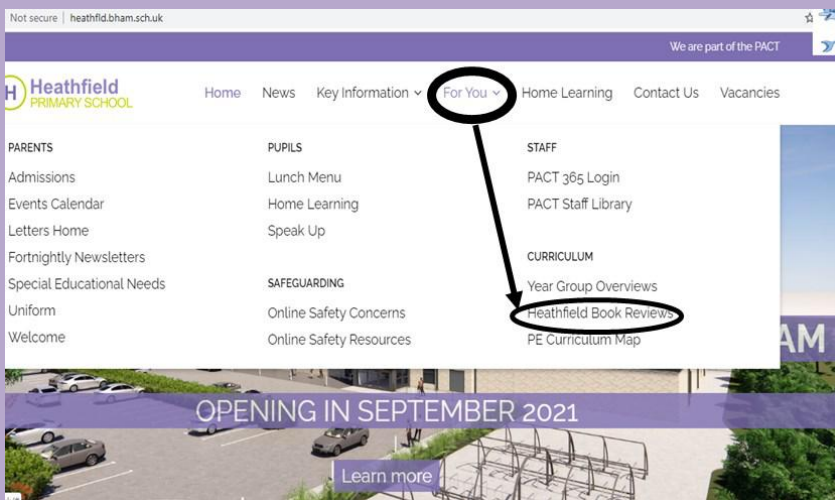 Not secure | heathfld.bham.sch.uk
We are part of the PACT
H Heathfield
PRIMARY SCHOOL
Home News Key Information For You Home Learning Contact Us Vacancies
PARENTS
Admissions
Events Calendar
Letters Home
Fortnightly Newsletters
Special Educational Needs
Uniform
Welcome
PUPILS
Lunch Menu
Home Learning
Speak Up
SAFEGUARDING
Online Safety Concerns
Online Safety Resources
STAFF
PACT 365 Login
PACT Staff Library
CURRICULUM
Year Group Overviews
Heathfield Book Reviews
PE Curriculum Map
AM
OPENING IN SEPTEMBER 2021
Learn more